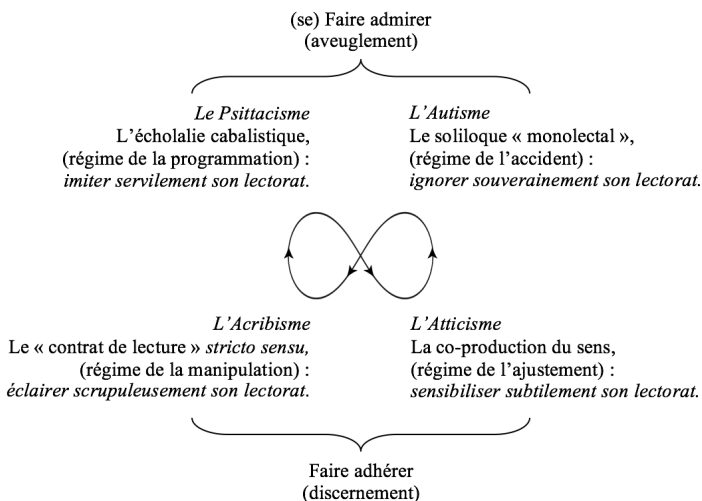 (se) Faire admirer
(aveuglement)
Le Psittacisme
L’écholalie cabalistique,
(régime de la programmation) :
imiter servilement son lectorat.
L’Autisme
Le soliloque « monolectal »,
(régime de l’accident) :
ignorer souverainement son lectorat.
L’Acribisme
Le « contrat de lecture » stricto sensu,
(régime de la manipulation) :
éclairer scrupuleusement son lectorat.
L’Atticisme
La co-production du sens,
(régime de l’ajustement) :
sensibiliser subtilement son lectorat.
Faire adhérer
(discernement)